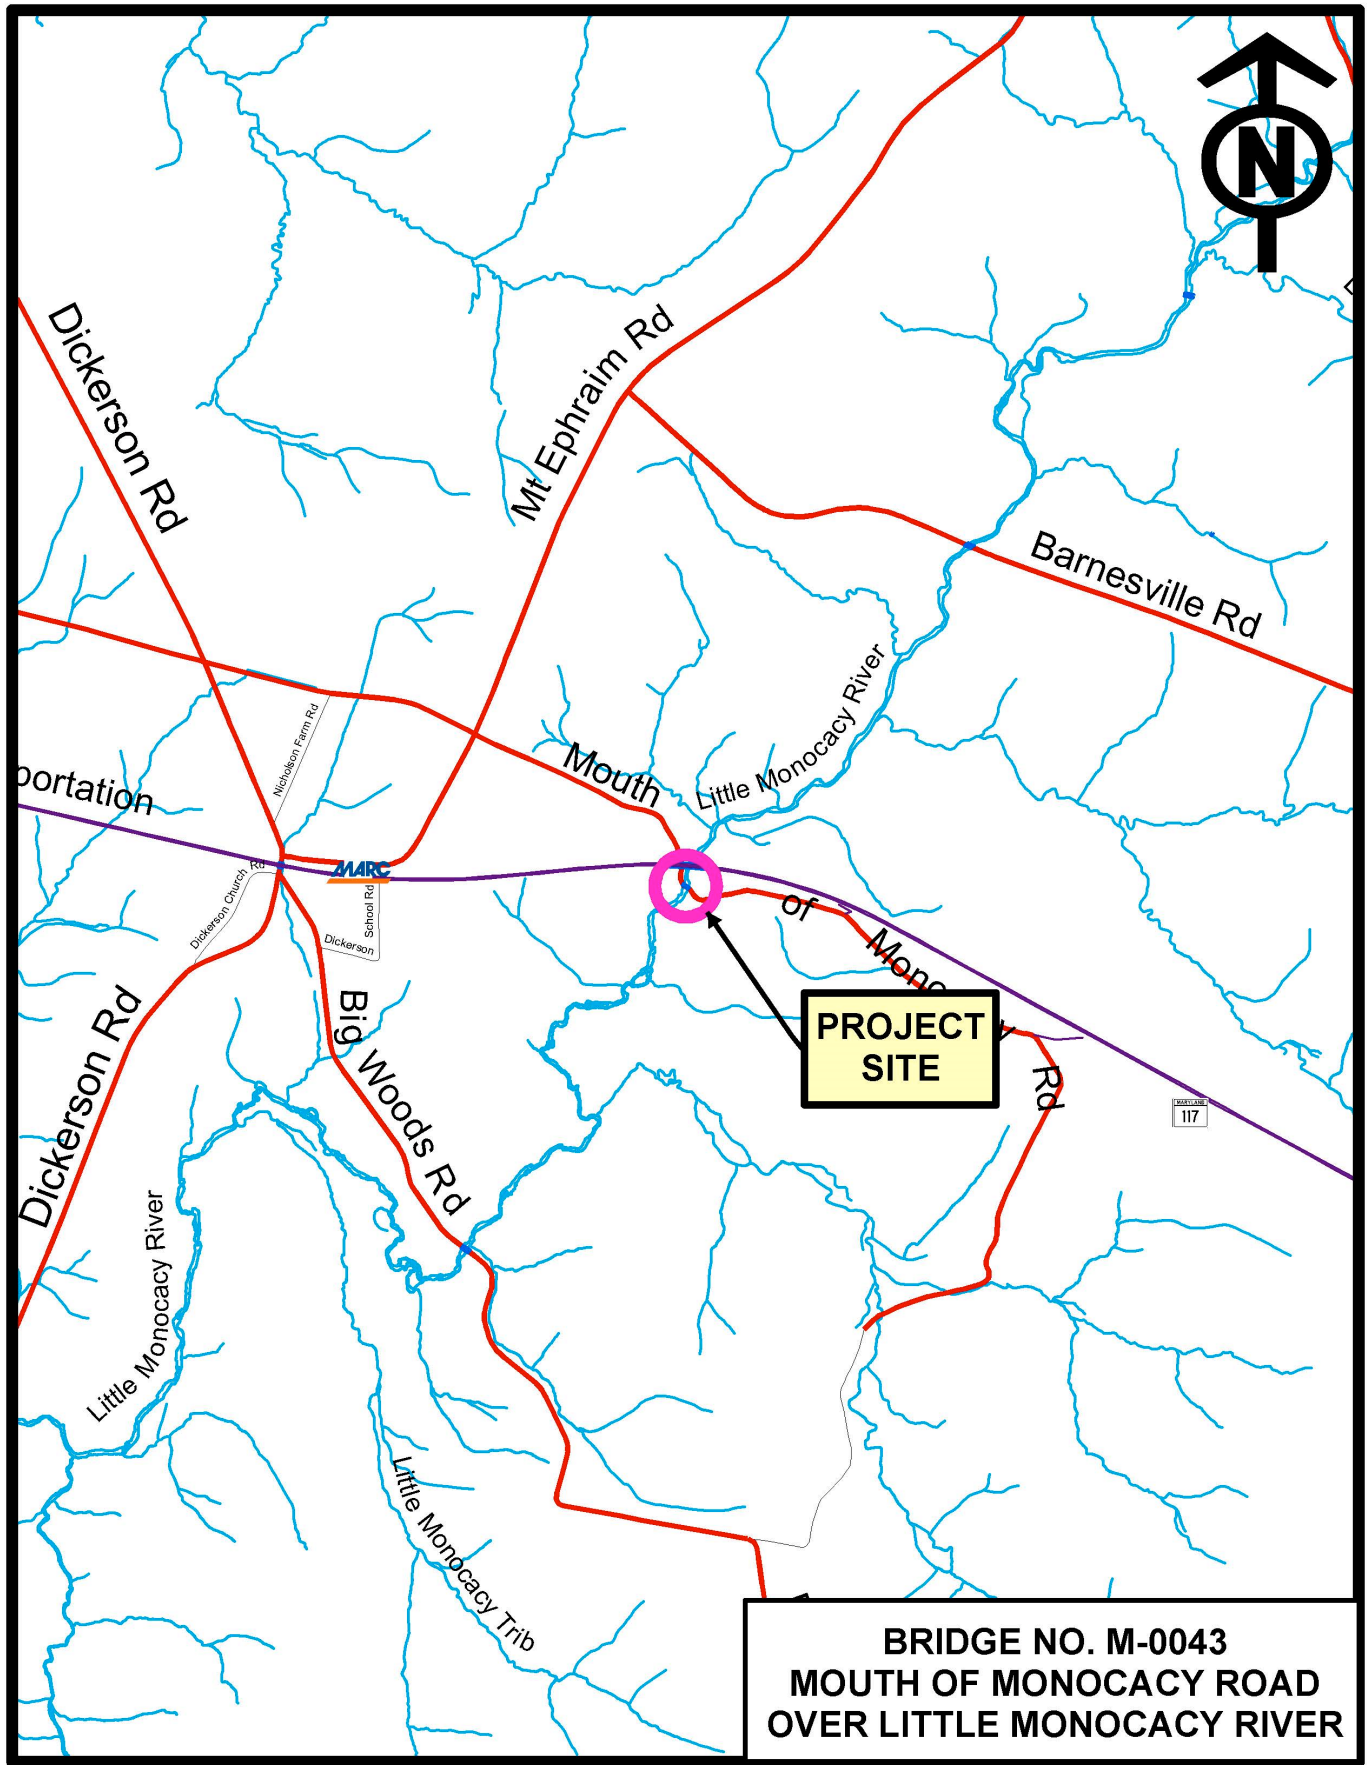 N
Dickerson Rd
Mt Ephraim Rd
Barnesville Rd
Little Monocacy River
Nicholson Farm Rd
Mouth
portation
MARC
Dickerson Church Rd
School Rd
Dickerson
of
Rd
PROJECT
SITE
Big Woods Rd
Dickerson Rd
MARYLAND
117
Little Monocacy River
Little Monocacy Trib
BRIDGE NO. M-0043
MOUTH OF MONOCACY ROAD
OVER LITTLE MONOCACY RIVER